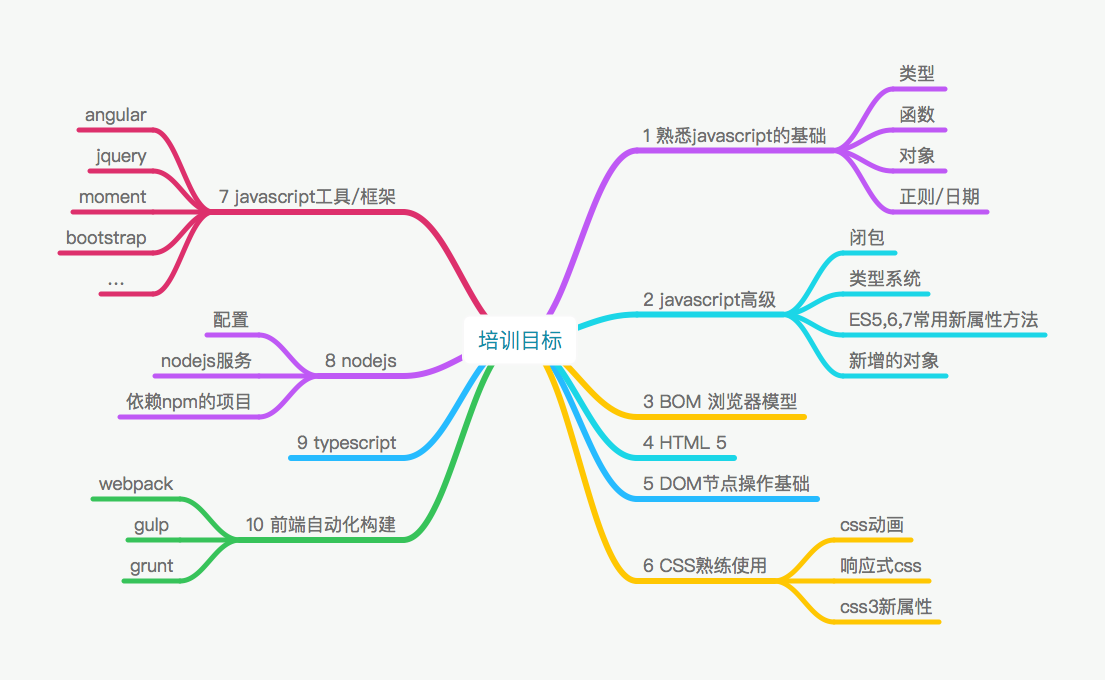 培训目标
1 熟悉javascript的基础
类型
函数
对象
正则/日期
2 javascript高级
闭包
类型系统
ES5,6,7常用新属性方法
新增的对象
3 BOM 浏览器模型
4 HTML 5
5 DOM节点操作基础
6 CSS熟练使用
css动画
响应式css
css3新属性
7 javascript工具/框架
angular
jquery
moment
bootstrap
...
8 nodejs
配置
nodejs服务
依赖npm的项目
9 typescript
10 前端自动化构建
webpack
gulp
grunt